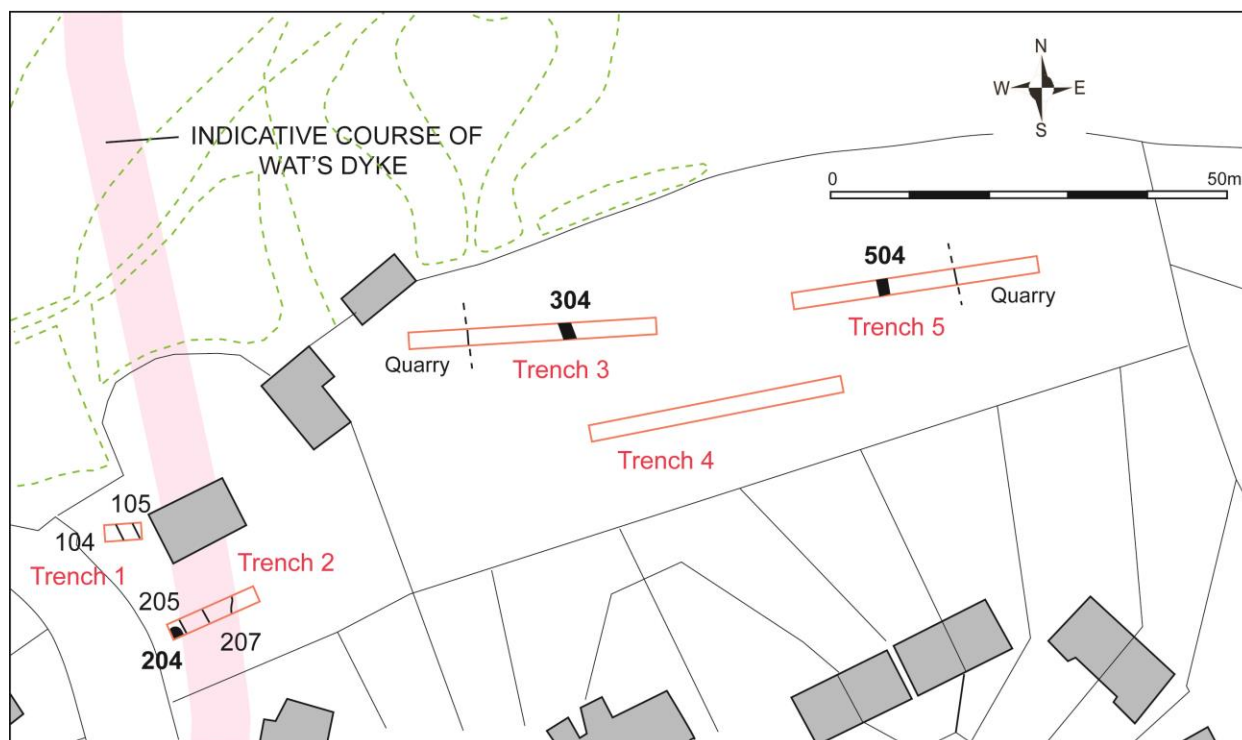 N
W E
S
INDICATIVE COURSE OF
WAT'S DYKE
0 50m
504
304
Quarry
Trench 5
Quarry
Trench 3
Trench 4
105
104
Trench 1
Trench 2
205
207
204